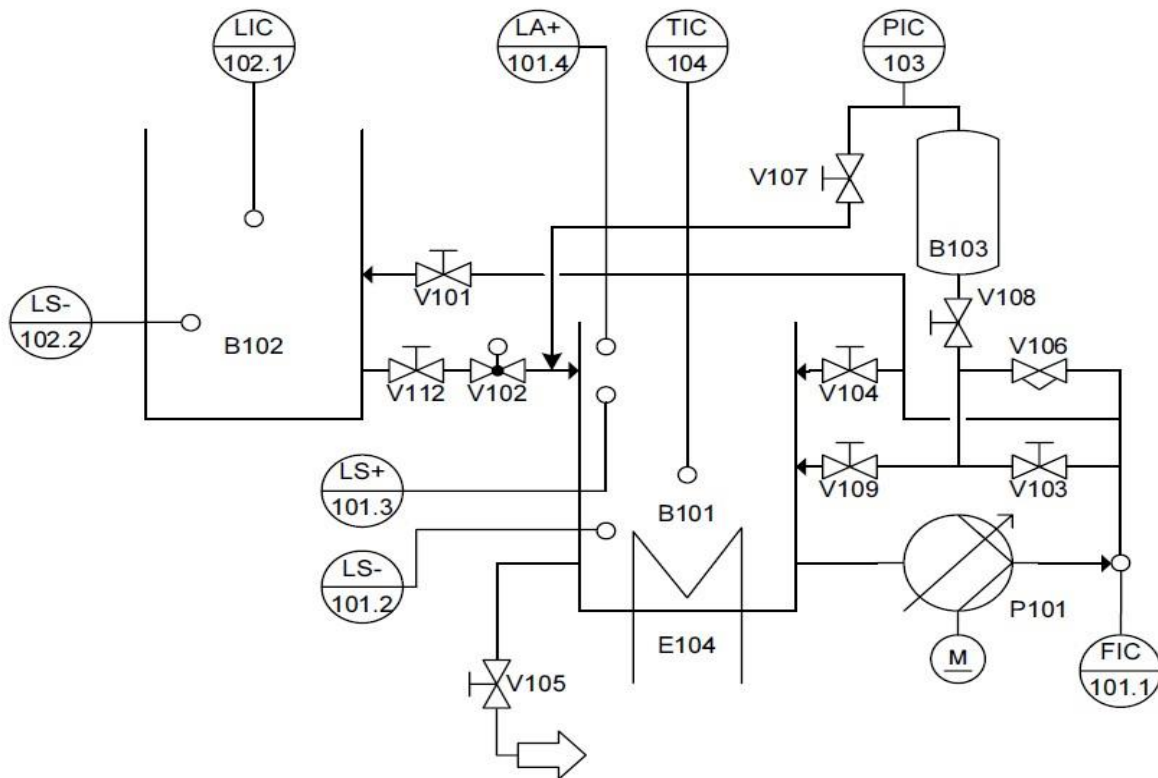 LIC
102.1
LA+
101.4
TIC
104
PIC
103
V107
B103
V101
V108
LS-
102.2
B102
V106
V112
V102
V104
LS+
101.3
V109
V103
B101
LS-
101.2
P101
E104
M
FIC
101.1
V105